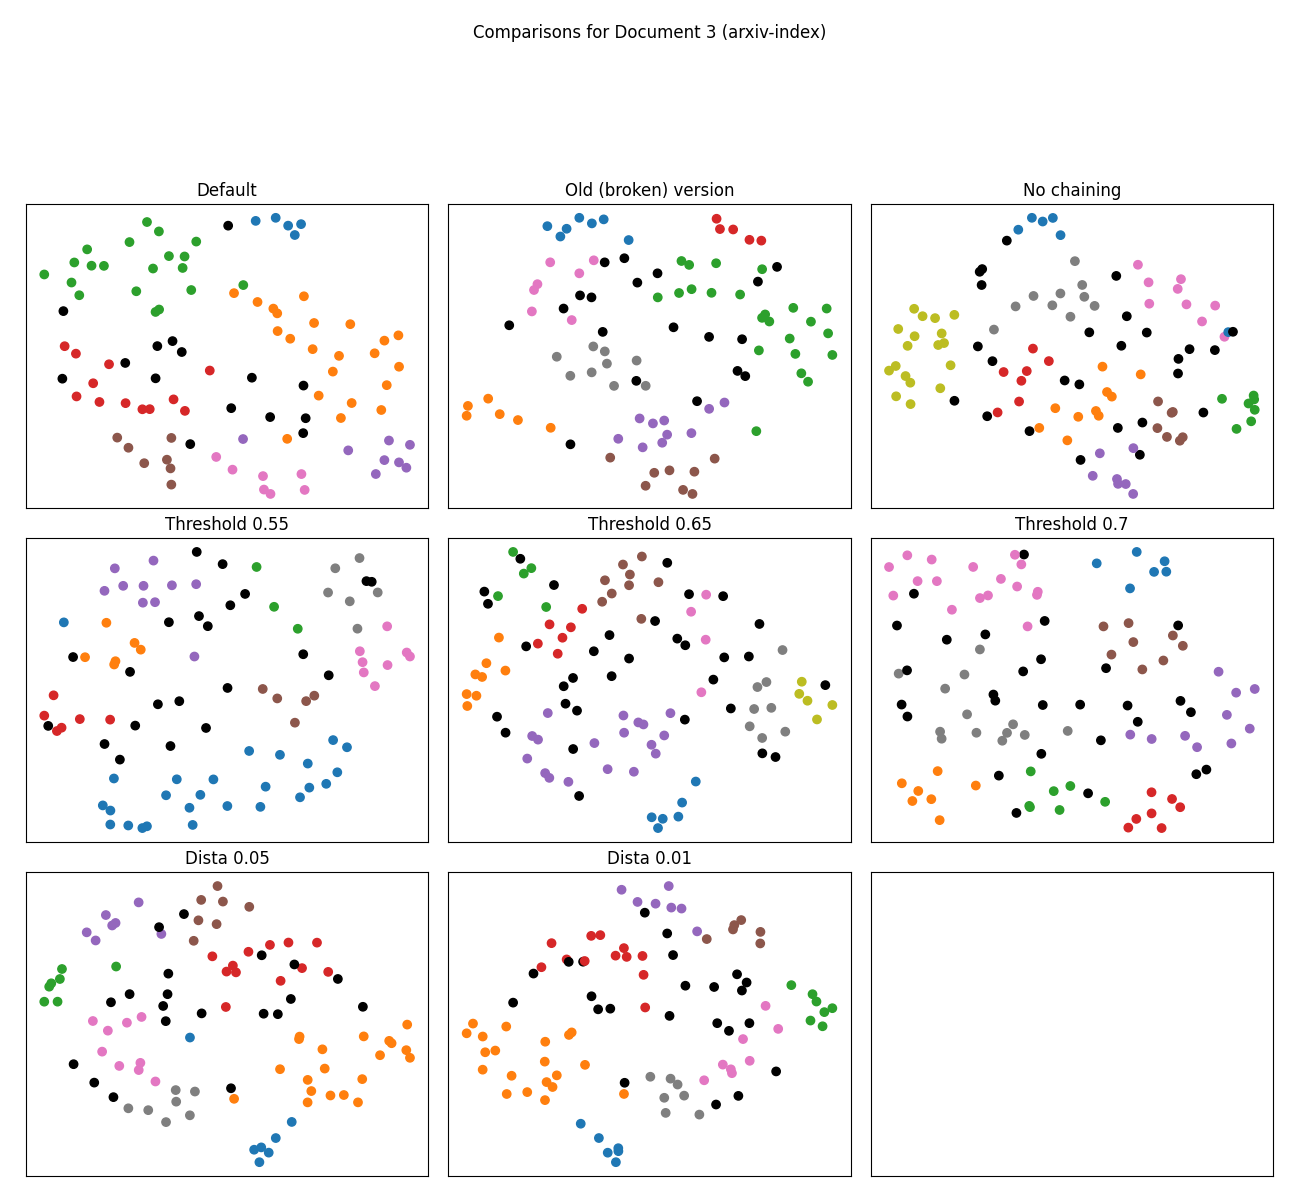 Comparisons for Document 3 (arxiv-index)
Default
Old (broken) version
No chaining
Threshold 0.55
Threshold 0.65
Threshold 0.7
Dista 0.05
Dista 0.01